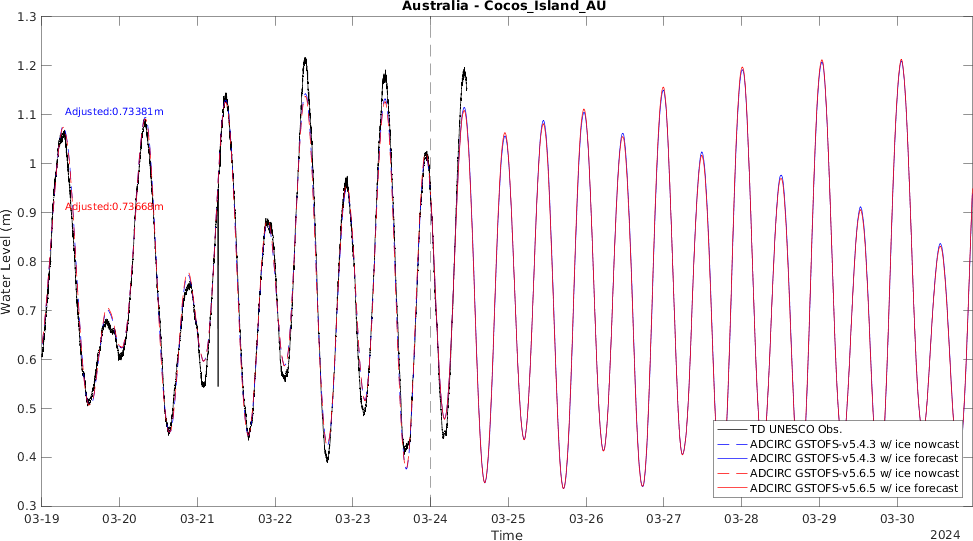 Australia - Cocos_Island_AU
1.3
1.2
1.1
1
0.9
0.8
0.7
0.6
0.5
0.4
0.3
Water Level (m)
Adjusted:0.73381m
Adjusted:0.73668m
TD UNESCO Obs.
ADCIRC GSTOFS-v5.4.3 w/ ice nowcast
ADCIRC GSTOFS-v5.4.3 w/ ice forecast
ADCIRC GSTOFS-v5.6.5 w/ ice nowcast
ADCIRC GSTOFS-v5.6.5 w/ ice forecast
03-19 03-20 03-21 03-22 03-23 03-24 03-25 03-26 03-27 03-28 03-29 03-30
Time
2024